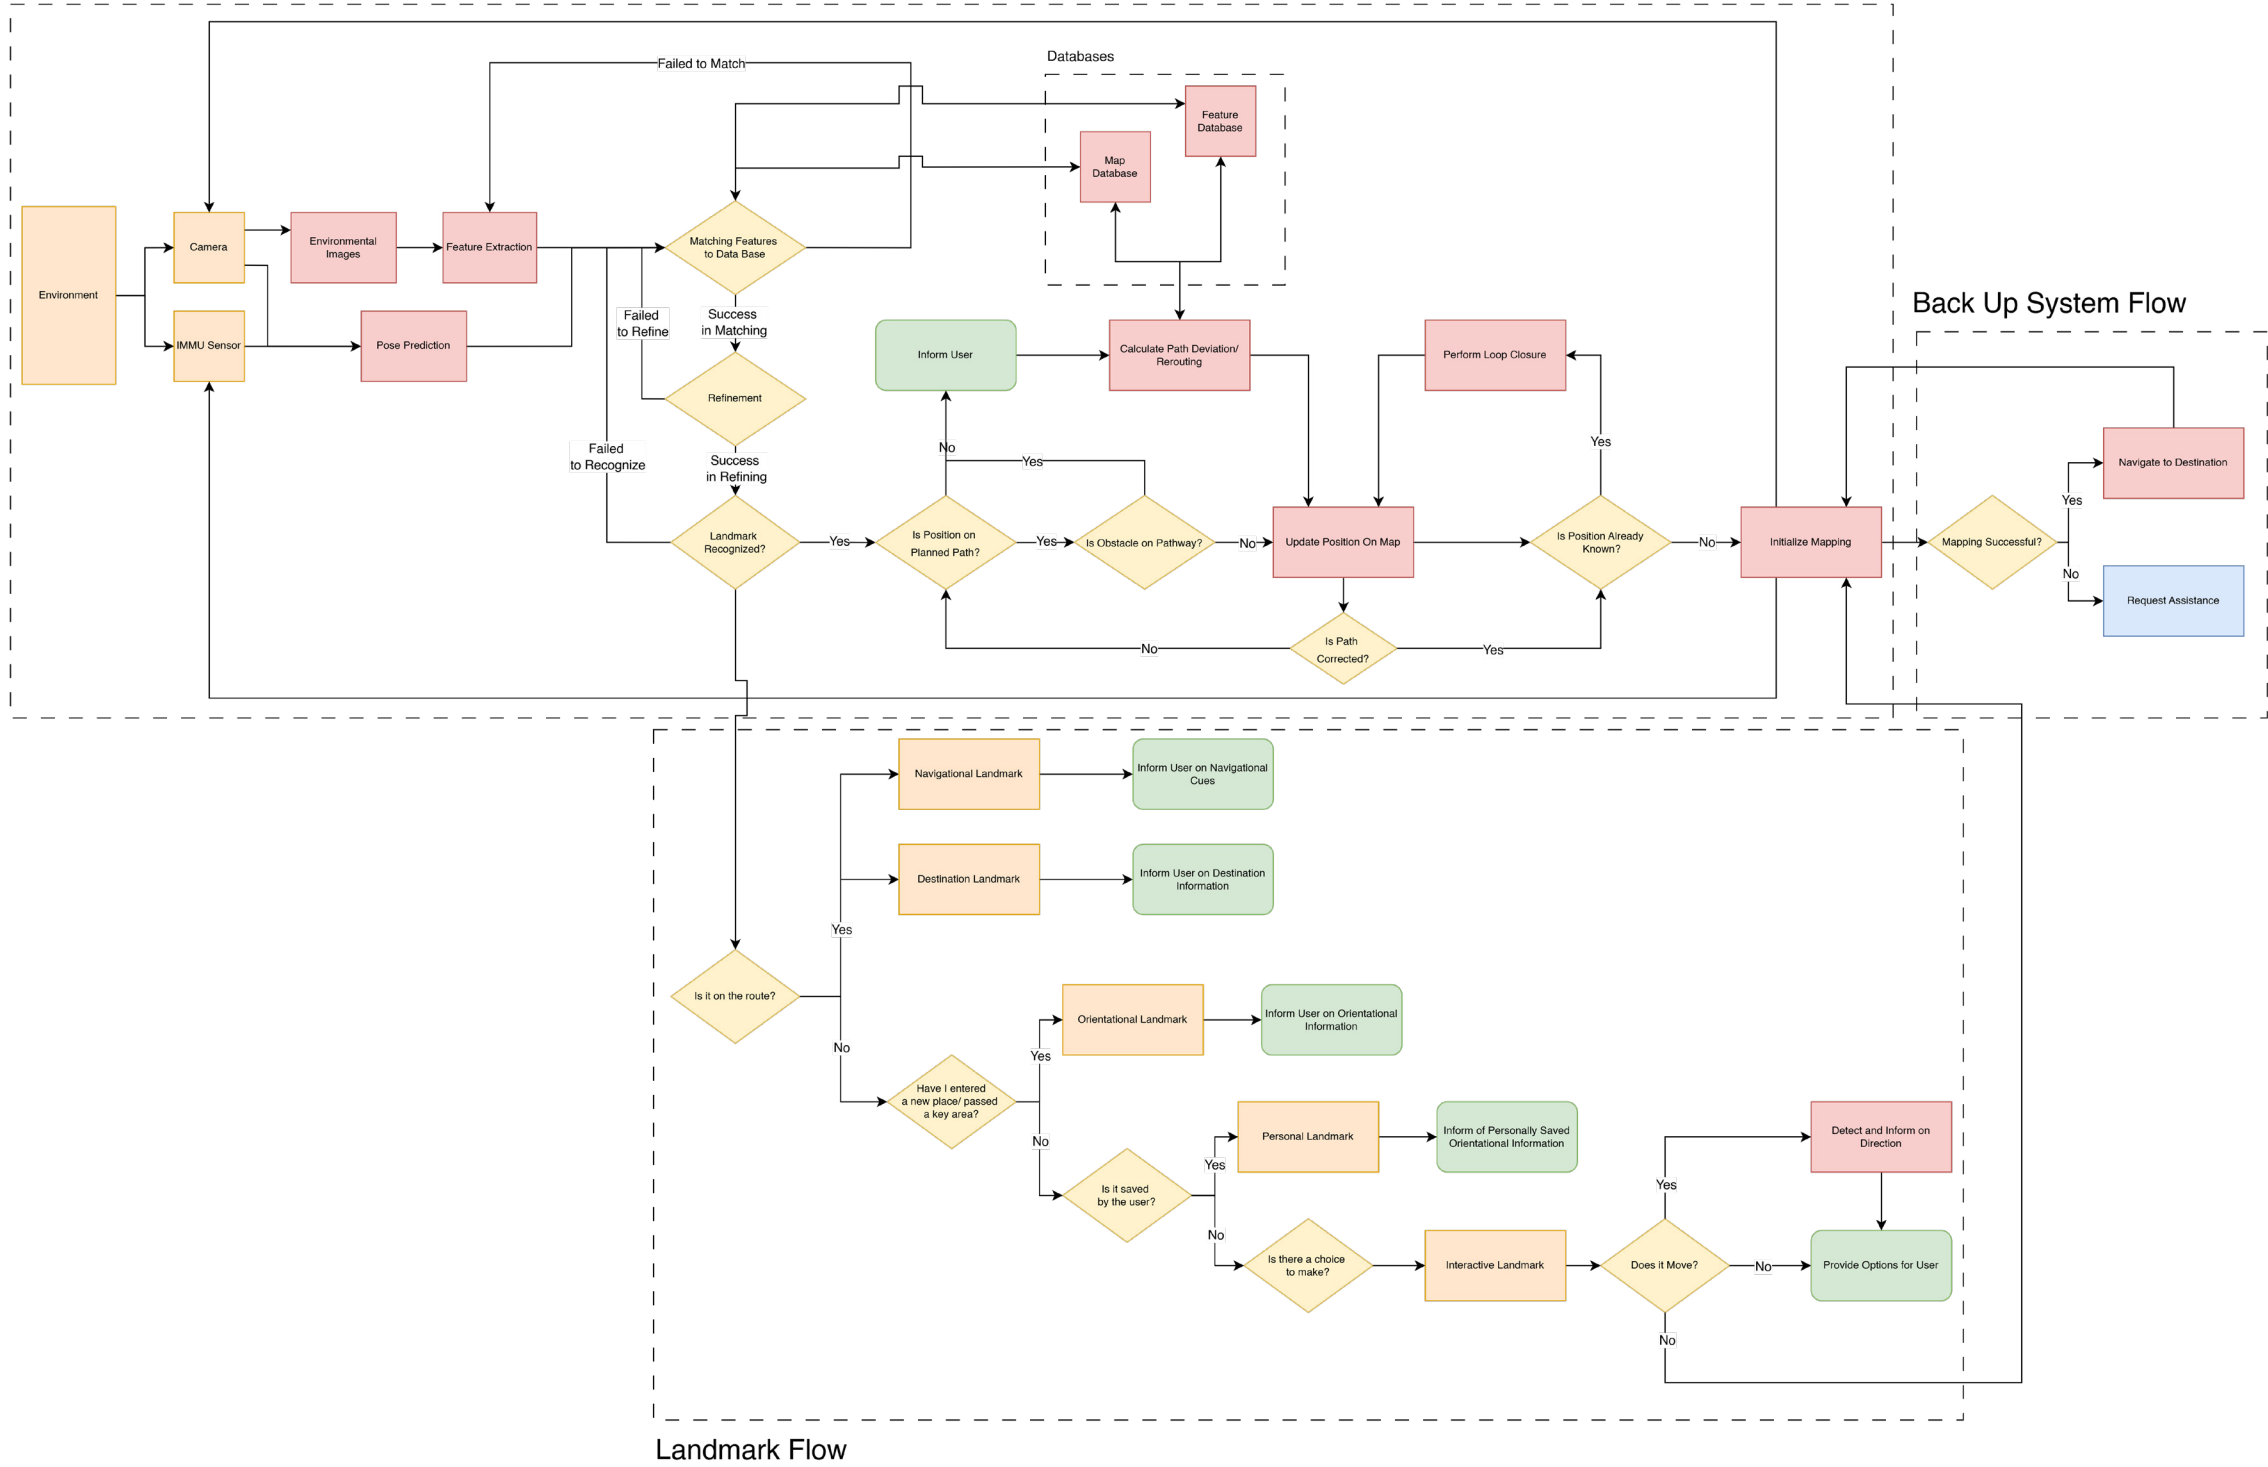 Databases
Failed to Match
Feature
Database
Map
Database
Environment
Camera
IMMU Sensor
Environmental
Images
Feature Extraction
Pose Prediction
Matching Features
to Data Base
Failed
to Refine
Success
in Matching
Refinement
Failed
to Recognize
Success
in Refining
Landmark
Recognized?
Yes
Inform User
No
Yes
Is Position on
Planned Path?
Yes
Is Obstacle on Pathway?
No
Calculate Path Deviation/
Rerouting
Perform Loop Closure
Yes
Update Position On Map
Is Position Already
Known?
No
Initialize Mapping
Is Path
Corrected?
No
Yes
Back Up System Flow
Mapping Successful?
Yes
No
Navigate to Destination
Request Assistance
Navigational Landmark
Inform User on Navigational
Cues
Destination Landmark
Inform User on Destination
Information
Yes
Is it on the route?
No
Orientational Landmark
Inform User on Orientational
Information
Yes
Have I entered
a new place/ passed
a key area?
No
Personal Landmark
Inform of Personally Saved
Orientational Information
Yes
Is it saved
by the user?
No
Is there a choice
to make?
Interactive Landmark
Does it Move?
Yes
No
No
Detect and Inform on
Direction
Provide Options for User
Landmark Flow